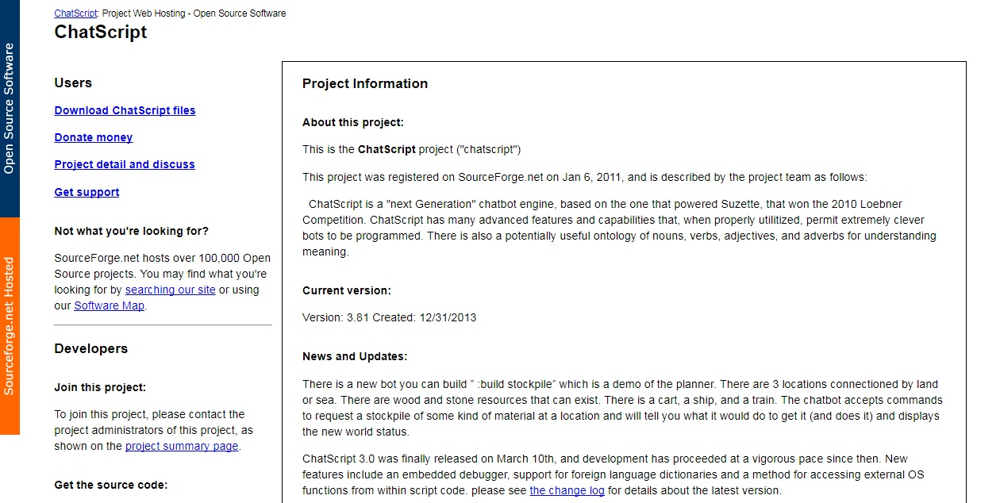 ChatScript: Project Web Hosting - Open Source Software
ChatScript
Open Source Software
Sourceforge.net Hosted
Users
Download ChatScript files
Donate money
Project detail and discuss
Get support
Not what you're looking for?
SourceForge.net hosts over 100,000 Open
Source projects. You may find what you're
looking for by searching our site or using
our Software Map.
Developers
Join this project:
To join this project, please contact the
project administrators of this project, as
shown on the project summary page.
Get the source code:
Project Information
About this project:
This is the ChatScript project ("chatscript")
This project was registered on SourceForge.net on Jan 6, 2011, and is described by the project team as follows:
ChatScript is a "next Generation" chatbot engine, based on the one that powered Suzette, that won the 2010 Loebner
Competition. ChatScript has many advanced features and capabilities that, when properly utilitized, permit extremely clever
bots to be programmed. There is also a potentially useful ontology of nouns, verbs, adjectives, and adverbs for understanding
meaning.
Current version:
Version: 3.81 Created: 12/31/2013
News and Updates:
There is a new bot you can build ” :build stockpile” which is a demo of the planner. There are 3 locations connectioned by land
or sea. There are wood and stone resources that can exist. There is a cart, a ship, and a train. The chatbot accepts commands
to request a stockpile of some kind of material at a location and will tell you what it would do to get it (and does it) and displays
the new world status.
ChatScript 3.0 was finally released on March 10th, and development has proceeded at a vigorous pace since then. New
features include an embedded debugger, support for foreign language dictionaries and a method for accessing external OS
functions from within script code. please see the change log for details about the latest version.